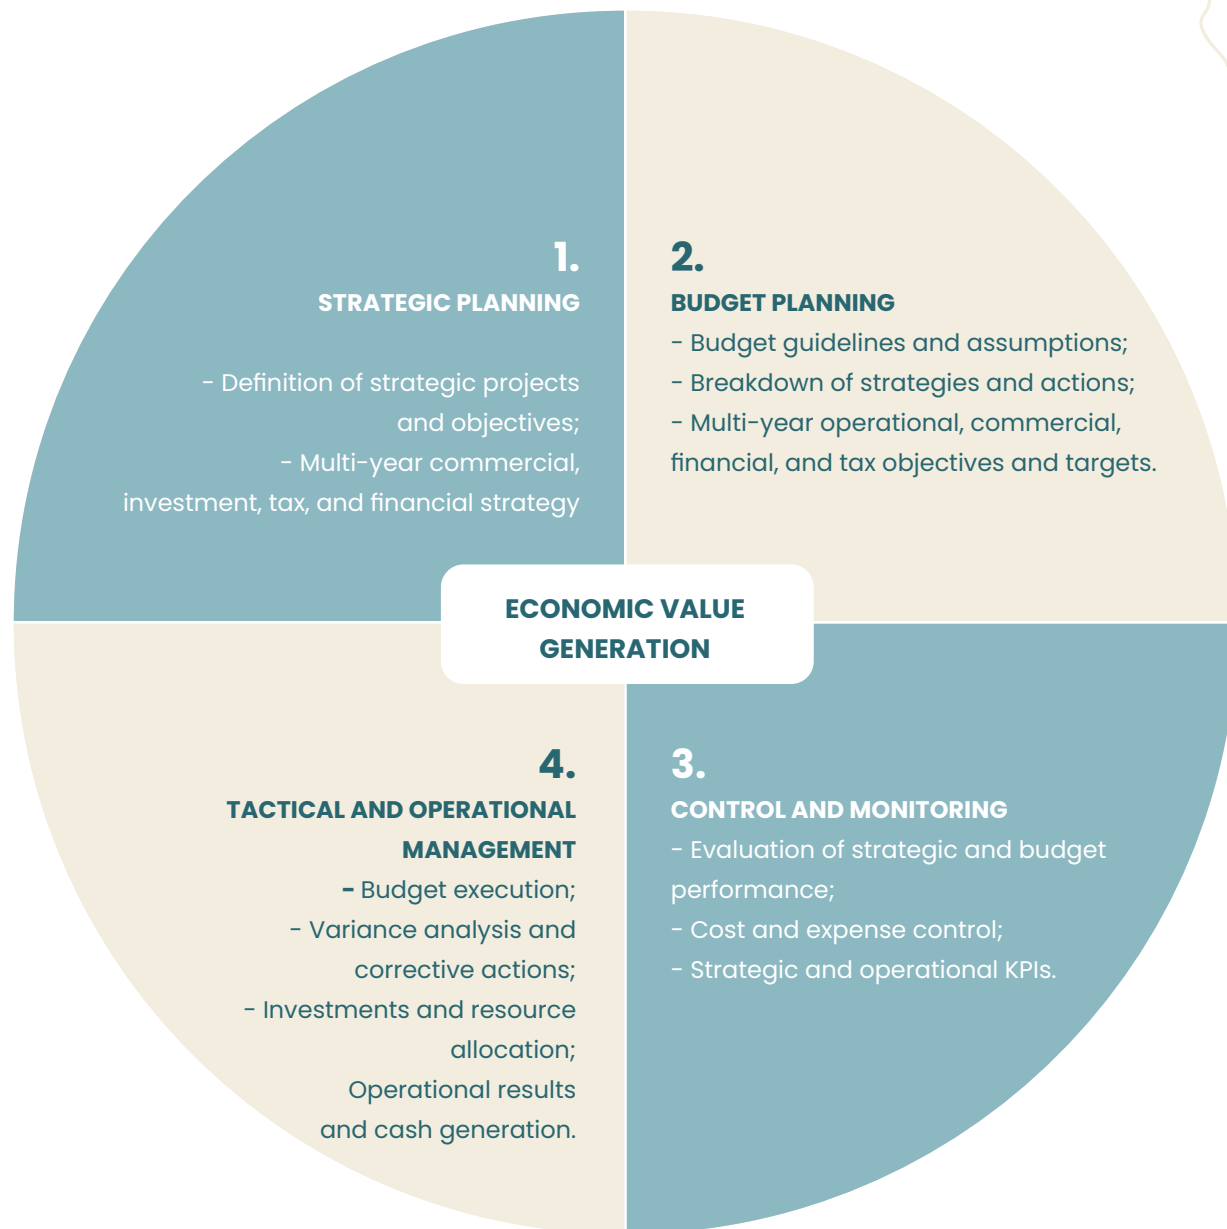 1.
STRATEGIC PLANNING
- Definition of strategic projects
and objectives;
- Multi-year commercial,
investment, tax, and financial strategy
2.
BUDGET PLANNING
- Budget guidelines and assumptions;
- Breakdown of strategies and actions;
- Multi-year operational, commercial,
financial, and tax objectives and targets.
ECONOMIC VALUE
GENERATION
3.
CONTROL AND MONITORING
- Evaluation of strategic and budget
performance;
- Cost and expense control;
- Strategic and operational KPIs.
4.
TACTICAL AND OPERATIONAL
MANAGEMENT
- Budget execution;
- Variance analysis and
corrective actions;
- Investments and resource
allocation;
Operational results
and cash generation.